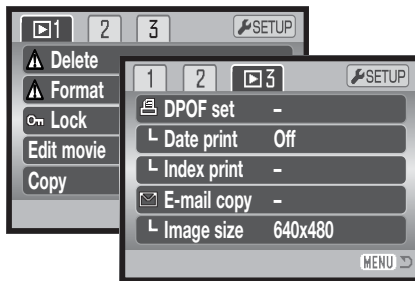 1 2 3 SETUP
Delete
Format
Lock
Edit movie
Copy
1 2 3 SETUP
DPOF set –
Date print Off
Index print –
E-mail copy –
Image size 640x480
MENU